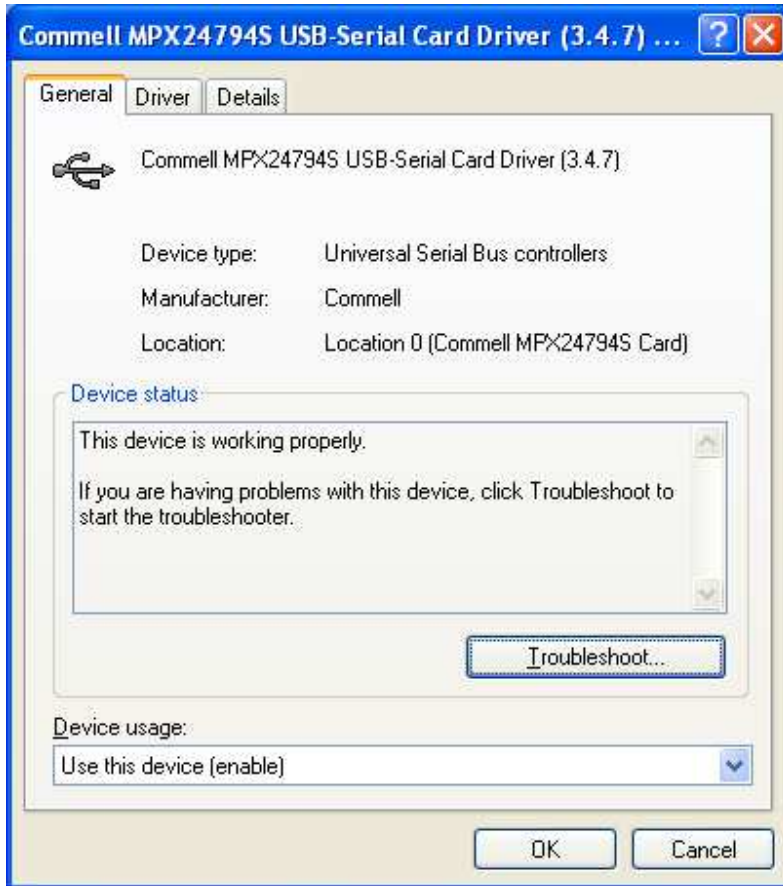 Commell MPX24794S USB-Serial Card Driver (3.4.7) ...
General Driver Details
Commell MPX24794S USB-Serial Card Driver (3.4.7)
Device type: Universal Serial Bus controllers
Manufacturer: Commell
Location: Location 0 (Commell MPX24794S Card)
Device status
This device is working properly.
If you are having problems with this device, click Troubleshoot to
start the troubleshooter.
Troubleshoot...
Device usage:
Use this device (enable)
OK Cancel